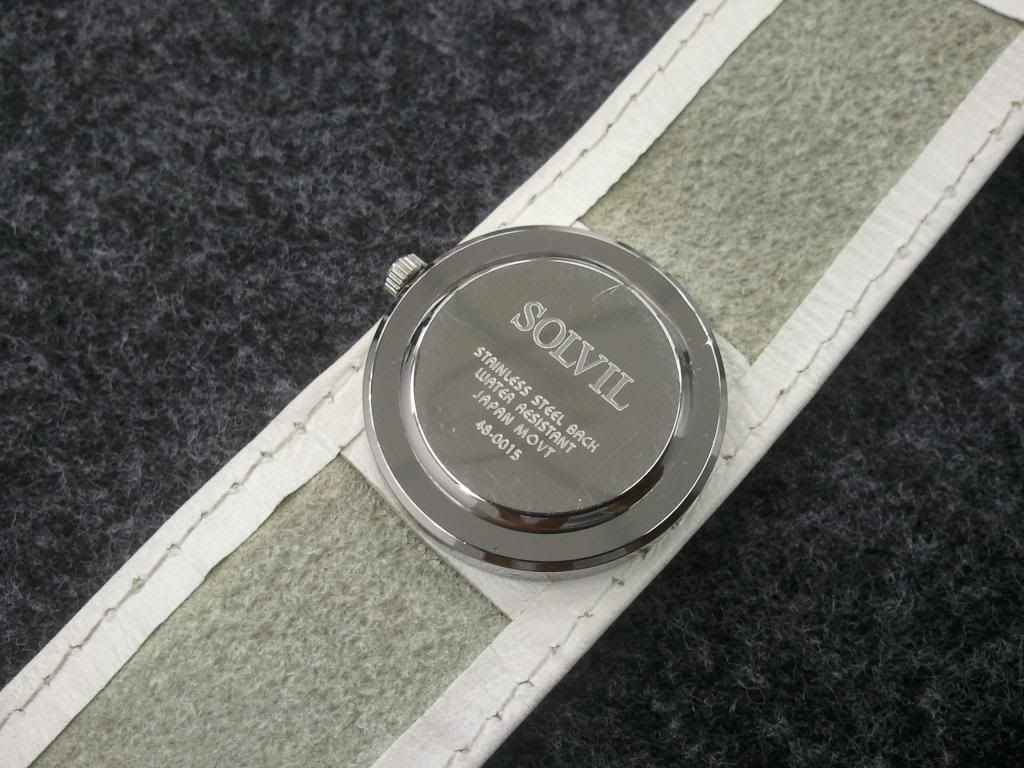 SOLVIL
STAINLESS STEEL BACK
WATER RESISTANT
JAPAN MOVT
48-0015